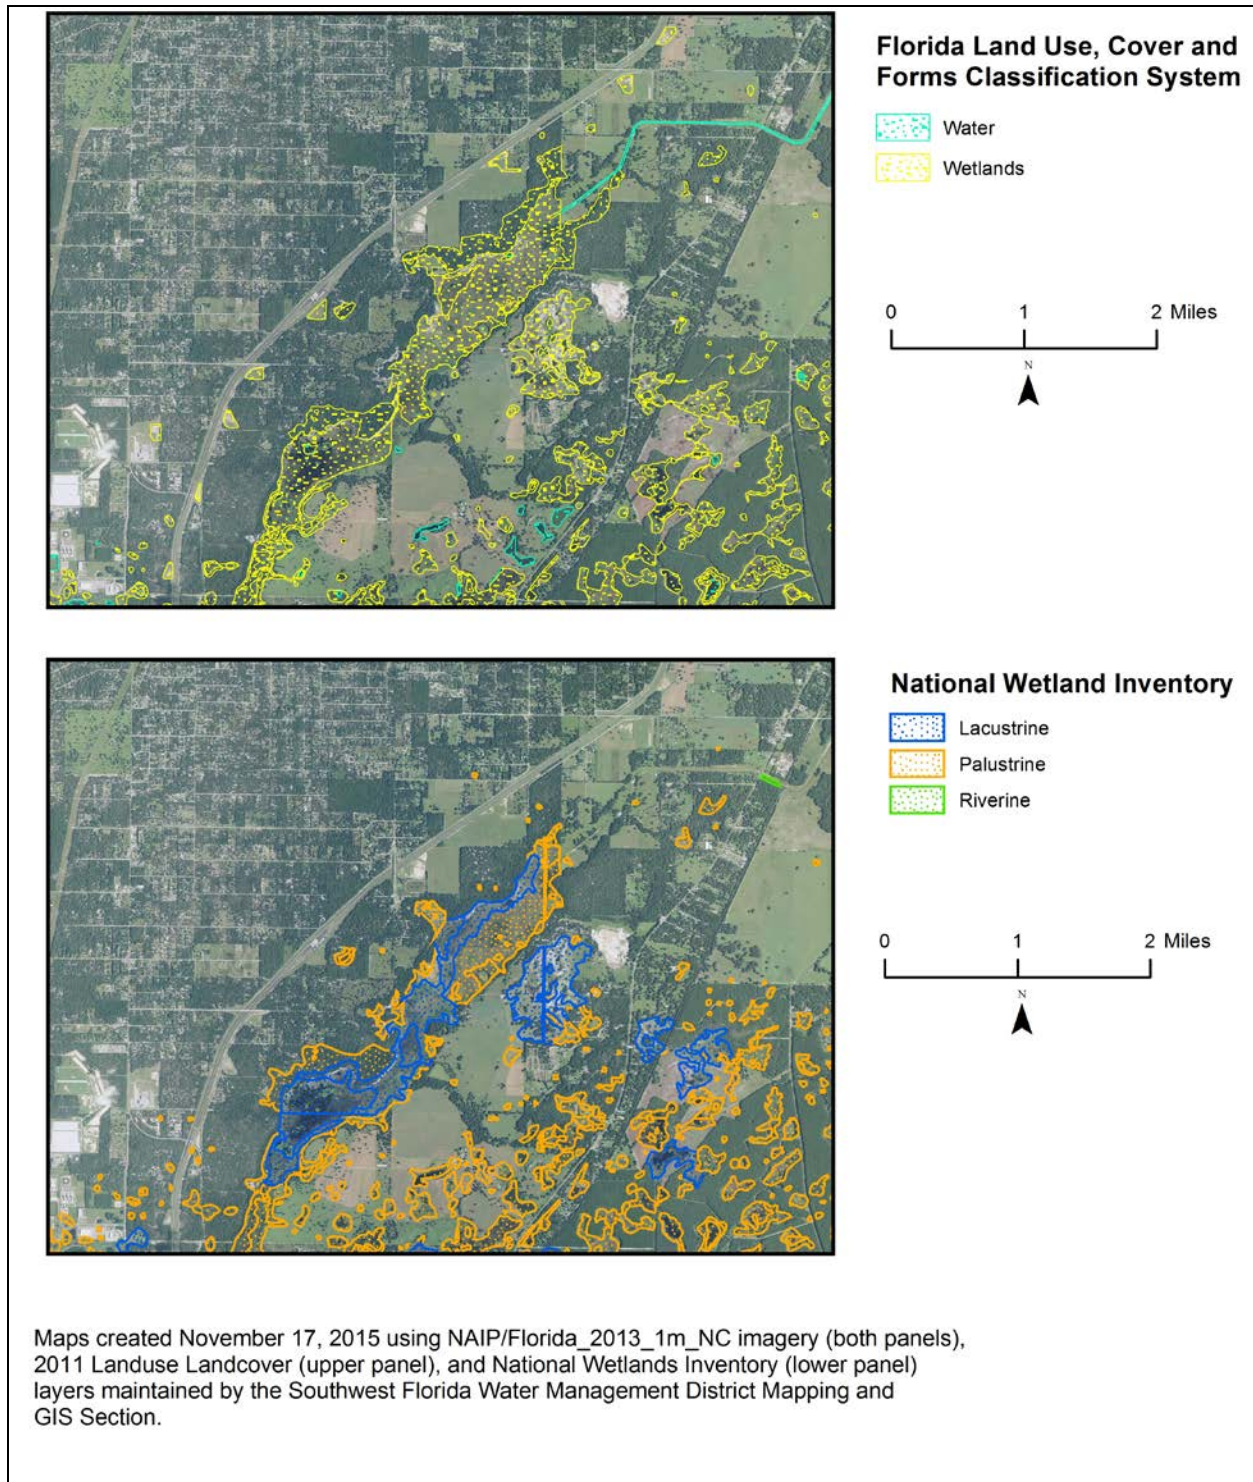 Florida Land Use, Cover and
Forms Classification System
Water
Wetlands
0 1 2 Miles
N
National Wetland Inventory
Lacustrine
Palustrine
Riverine
0 1 2 Miles
N
Maps created November 17, 2015 using NAIP/Florida_2013_1m_NC imagery (both panels),
2011 Landuse Landcover (upper panel), and National Wetlands Inventory (lower panel)
layers maintained by the Southwest Florida Water Management District Mapping and
GIS Section.